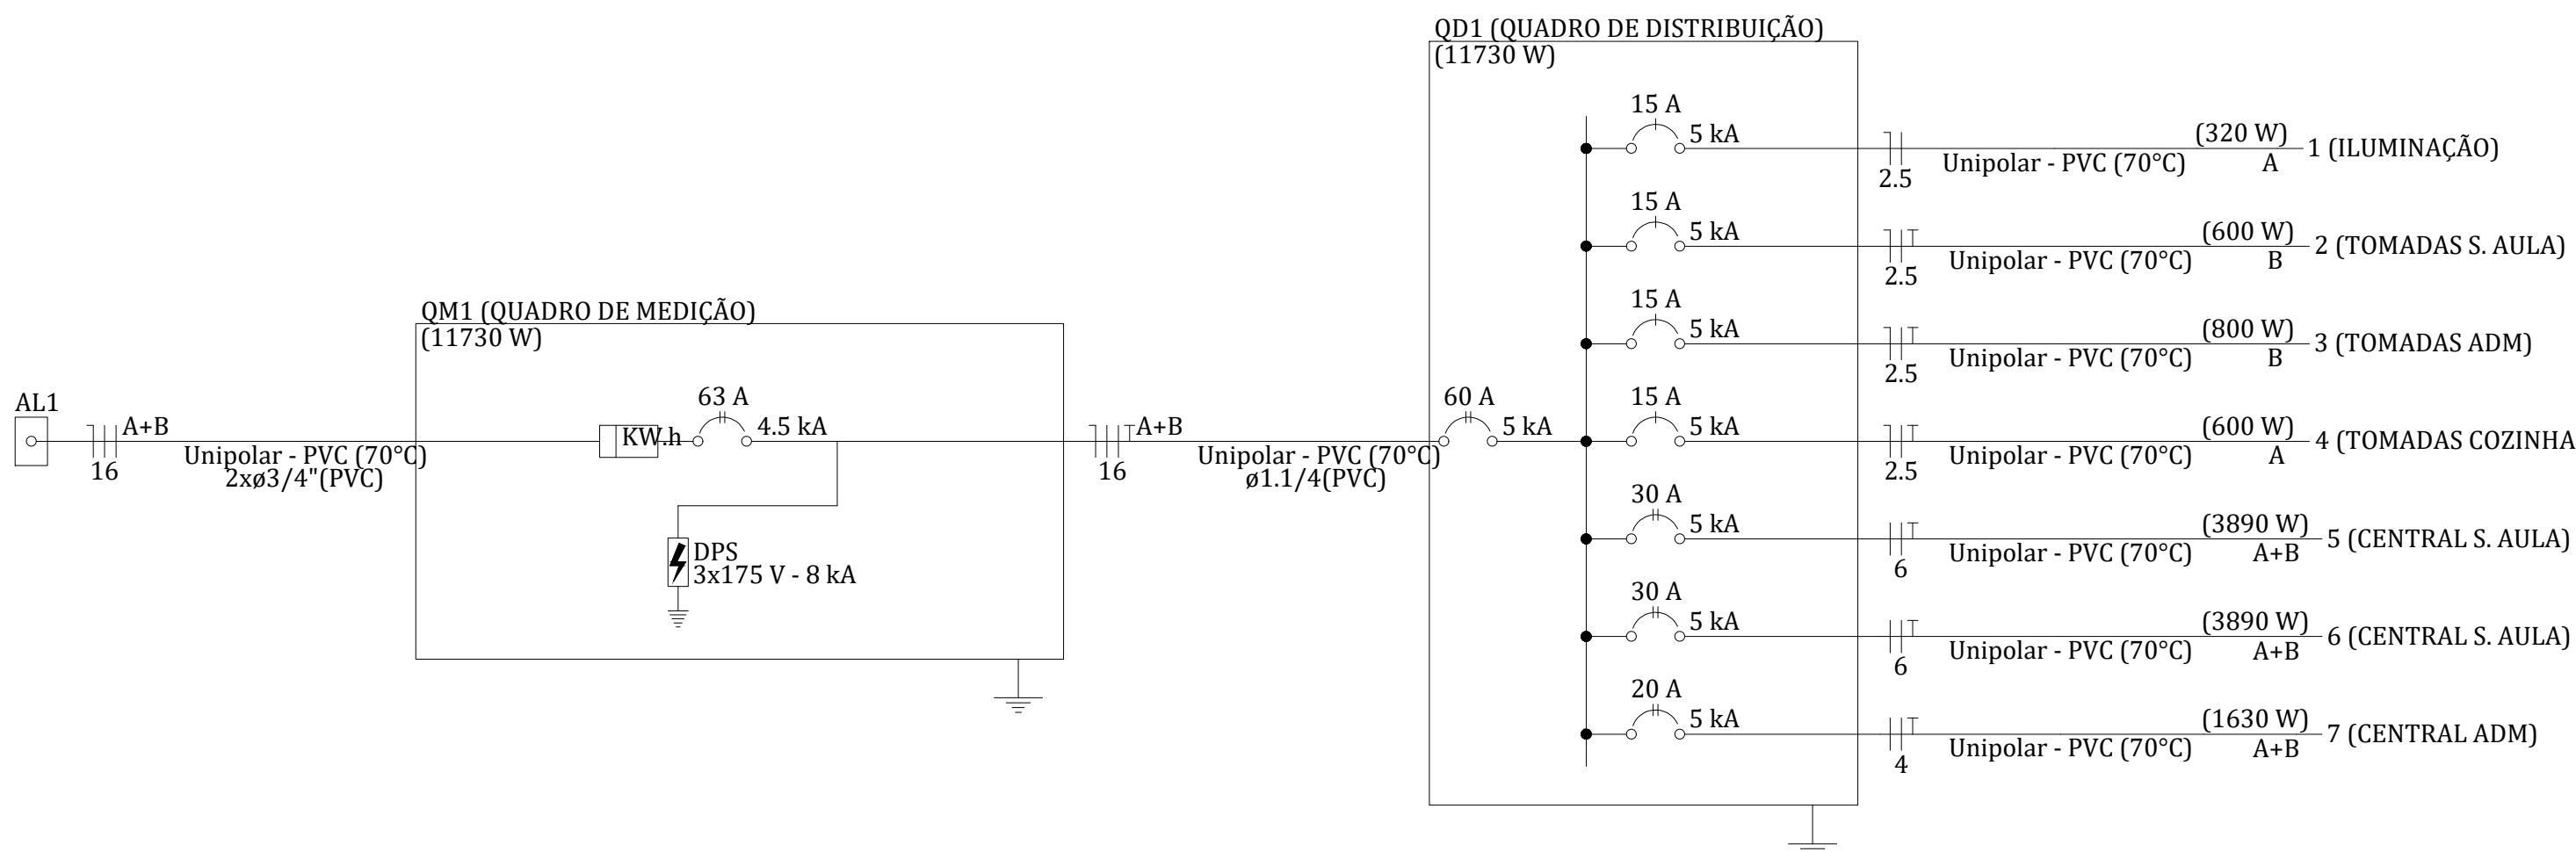 QD1 (QUADRO DE DISTRIBUIÇÃO)
(11730 W)
15 A
5 kA
2.5
Unipolar - PVC (70°C)
(320 W)
A
1 (ILUMINAÇÃO)
15 A
5 kA
2.5
Unipolar - PVC (70°C)
(600 W)
B
2 (TOMADAS S. AULA)
15 A
5 kA
2.5
Unipolar - PVC (70°C)
(800 W)
B
3 (TOMADAS ADM)
QM1 (QUADRO DE MEDIÇÃO)
(11730 W)
AL1
A+B
16
Unipolar - PVC (70°C)
2xø3/4"(PVC)
KW.h
63 A
4.5 kA
DPS
3x175 V - 8 kA
A+B
16
Unipolar - PVC (70°C)
ø1.1/4(PVC)
60 A
5 kA
15 A
5 kA
2.5
Unipolar - PVC (70°C)
(600 W)
A
4 (TOMADAS COZINHA
30 A
5 kA
6
Unipolar - PVC (70°C)
(3890 W)
A+B
5 (CENTRAL S. AULA)
30 A
5 kA
6
Unipolar - PVC (70°C)
(3890 W)
A+B
6 (CENTRAL S. AULA)
20 A
5 kA
4
Unipolar - PVC (70°C)
(1630 W)
A+B
7 (CENTRAL ADM)